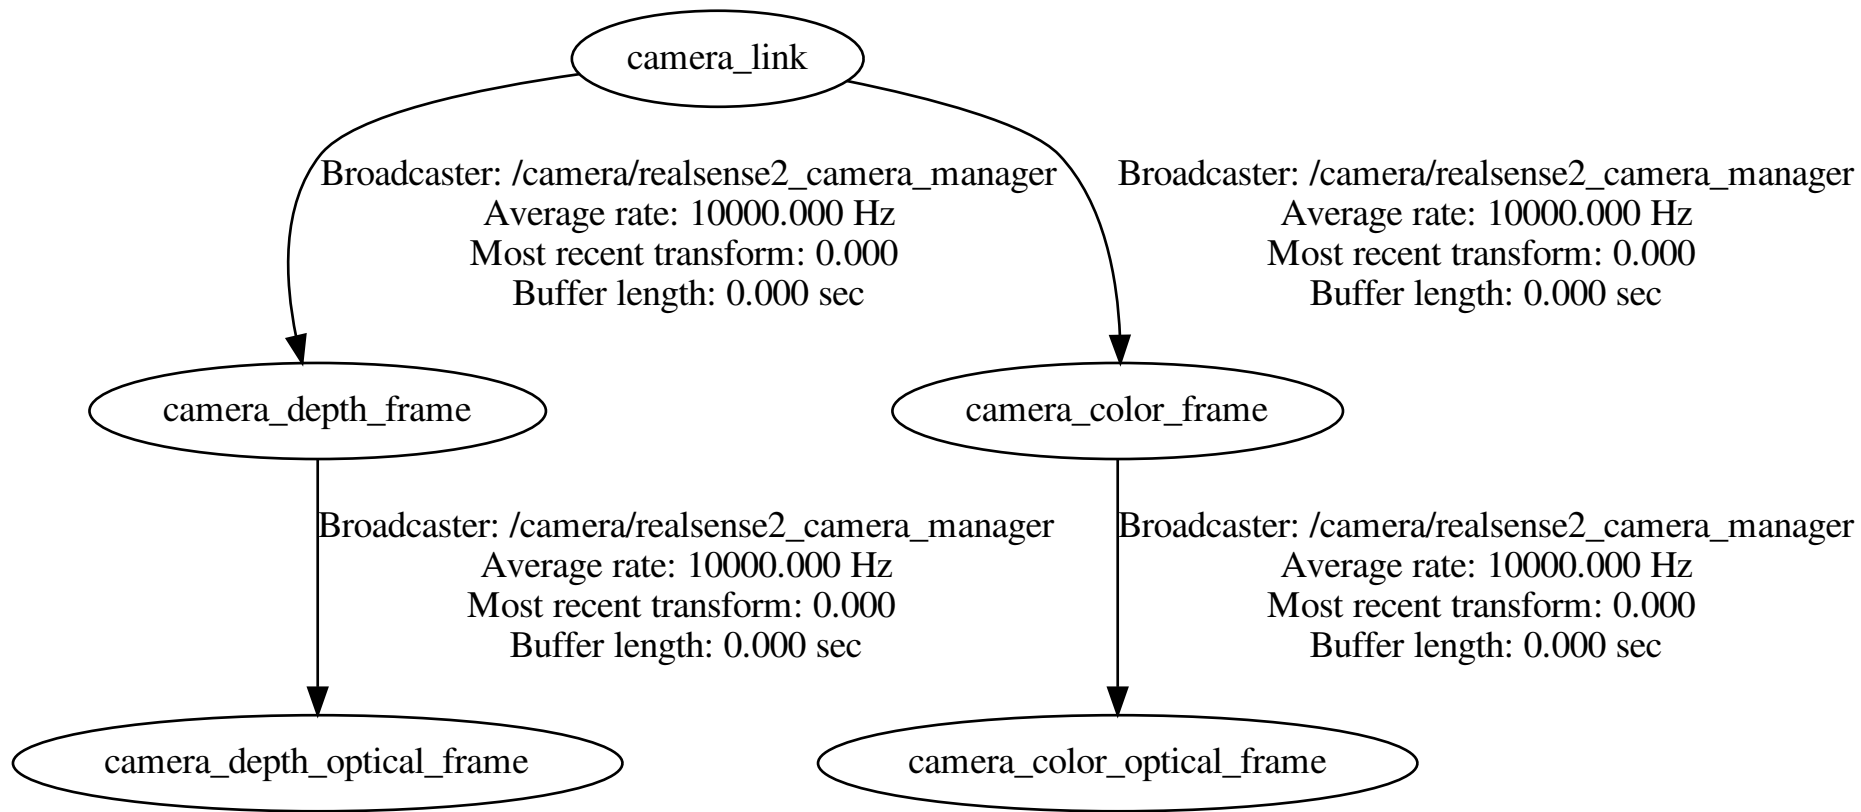 camera_link
Broadcaster: /camera/realsense2_camera_manager
Average rate: 10000.000 Hz
Most recent transform: 0.000
Buffer length: 0.000 sec
Broadcaster: /camera/realsense2_camera_manager
Average rate: 10000.000 Hz
Most recent transform: 0.000
Buffer length: 0.000 sec
camera_depth_frame
camera_color_frame
Broadcaster: /camera/realsense2_camera_manager
Average rate: 10000.000 Hz
Most recent transform: 0.000
Buffer length: 0.000 sec
Broadcaster: /camera/realsense2_camera_manager
Average rate: 10000.000 Hz
Most recent transform: 0.000
Buffer length: 0.000 sec
camera_depth_optical_frame
camera_color_optical_frame